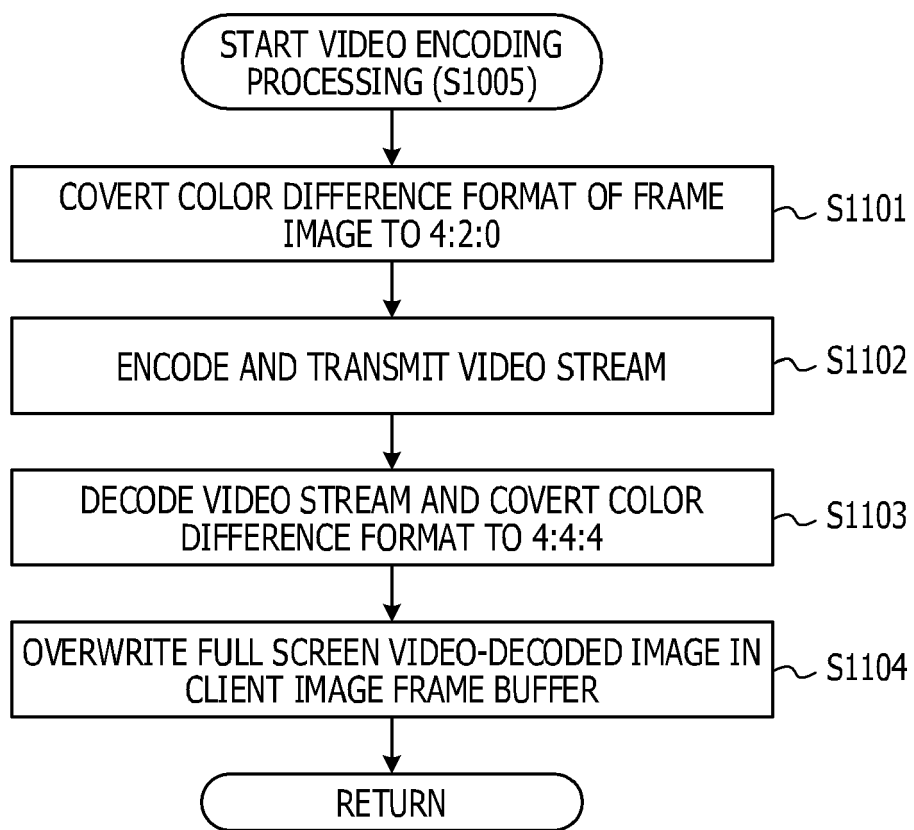 START VIDEO ENCODING
PROCESSING (S1005)
COVERT COLOR DIFFERENCE FORMAT OF FRAME
IMAGE TO 4:2:0
S1101
ENCODE AND TRANSMIT VIDEO STREAM
S1102
DECODE VIDEO STREAM AND COVERT COLOR
DIFFERENCE FORMAT TO 4:4:4
S1103
OVERWRITE FULL SCREEN VIDEO-DECODED IMAGE IN
CLIENT IMAGE FRAME BUFFER
S1104
RETURN